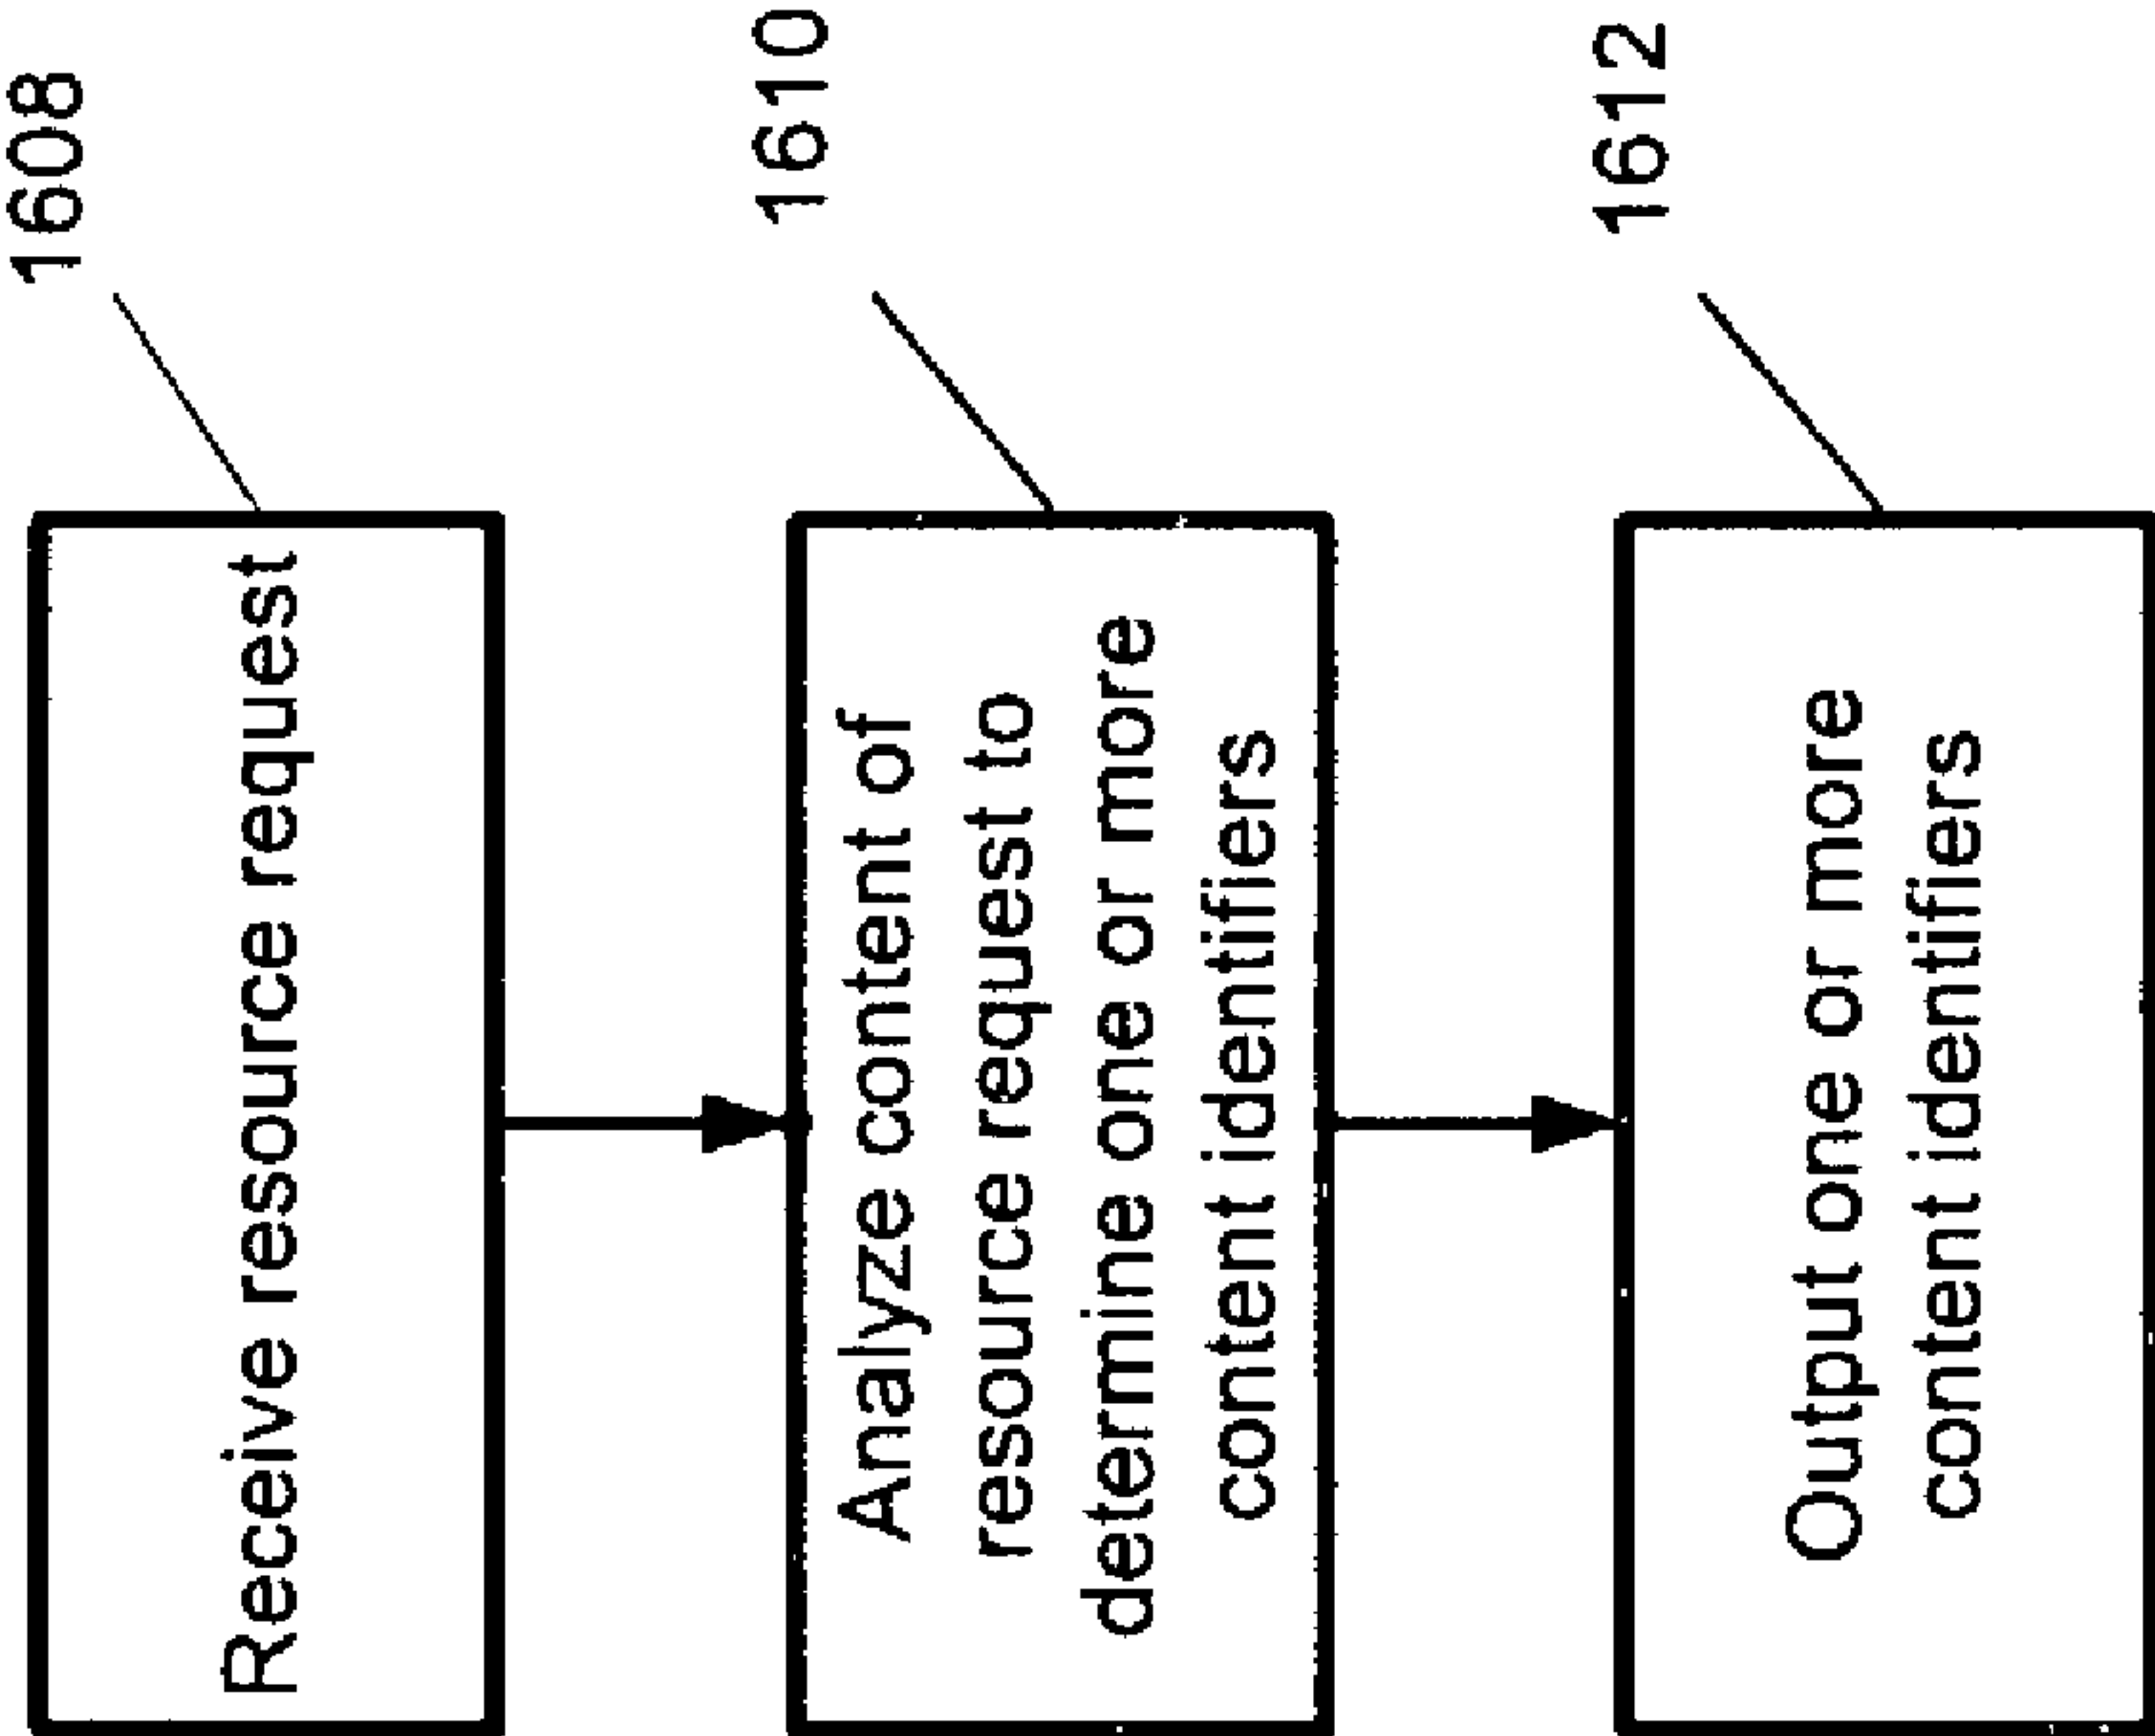 1608
Receive resource request
1610
Analyze content of
resource request to
determine one or more
content identifiers
1612
Output one or more
content identifiers